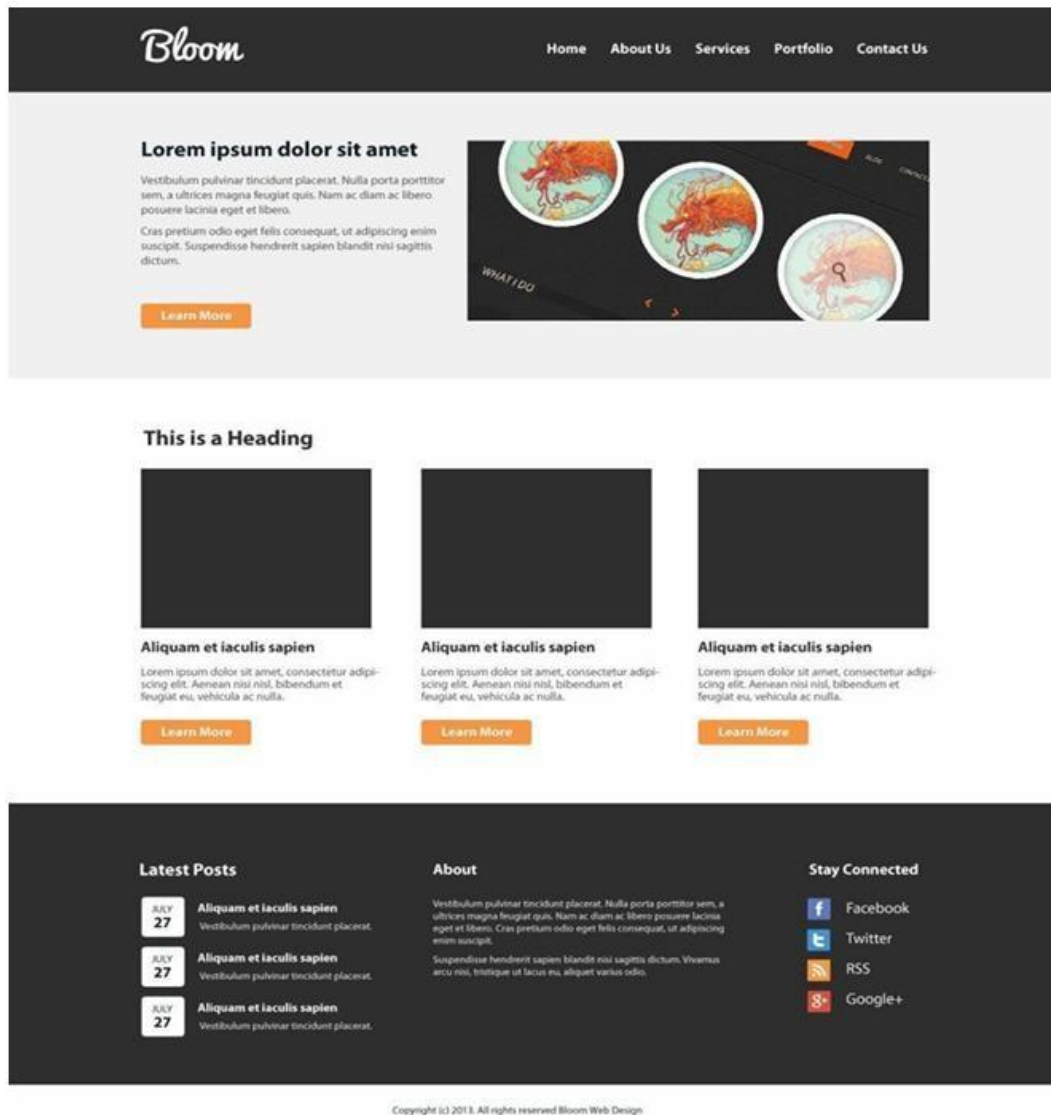 Bloom
Home About Us Services Portfolio Contact Us
Lorem ipsum dolor sit amet
Vestibulum pulvinar tincidunt placerat. Nulla porta porttitor
sem, a ultrices magna feugiat quis. Nam ac diam ac libero
posuere lacinia eget et libero.
Cras pretium odio eget felis consequat, ut adipiscing enim
suscipit. Suspendisse hendrerit sapien blandit nisi sagittis
dictum.
Learn More
BLOG
CONTACT
WHAT I DO
This is a Heading
Aliquam et iaculis sapien
Lorem ipsum dolor sit amet, consectetur adipi-
scing elit. Aenean nisi nisl, bibendum et
feugiat eu, vehicula ac nulla.
Learn More
Aliquam et iaculis sapien
Lorem ipsum dolor sit amet, consectetur adipi-
scing elit. Aenean nisi nisl, bibendum et
feugiat eu, vehicula ac nulla.
Learn More
Aliquam et iaculis sapien
Lorem ipsum dolor sit amet, consectetur adipi-
scing elit. Aenean nisi nisl, bibendum et
feugiat eu, vehicula ac nulla.
Learn More
Latest Posts
JULY
27
Aliquam et iaculis sapien
Vestibulum pulvinar tincidunt placerat.
JULY
27
Aliquam et iaculis sapien
Vestibulum pulvinar tincidunt placerat.
JULY
27
Aliquam et iaculis sapien
Vestibulum pulvinar tincidunt placerat.
About
Vestibulum pulvinar tincidunt placerat. Nulla porta porttitor sem, a
ultrices magna feugiat quis. Nam ac diam ac libero posuere lacinia
eget et libero. Cras pretium odio eget felis consequat, ut adipiscing
enim suscipit.
Suspendisse hendrerit sapien blandit nisi sagittis dictum. Vivamus
arcu nisi, tristique ut lacus eu, aliquet varius odio.
Stay Connected
f Facebook
t Twitter
RSS
g+ Google+
Copyright (c) 2013. All rights reserved Bloom Web Design